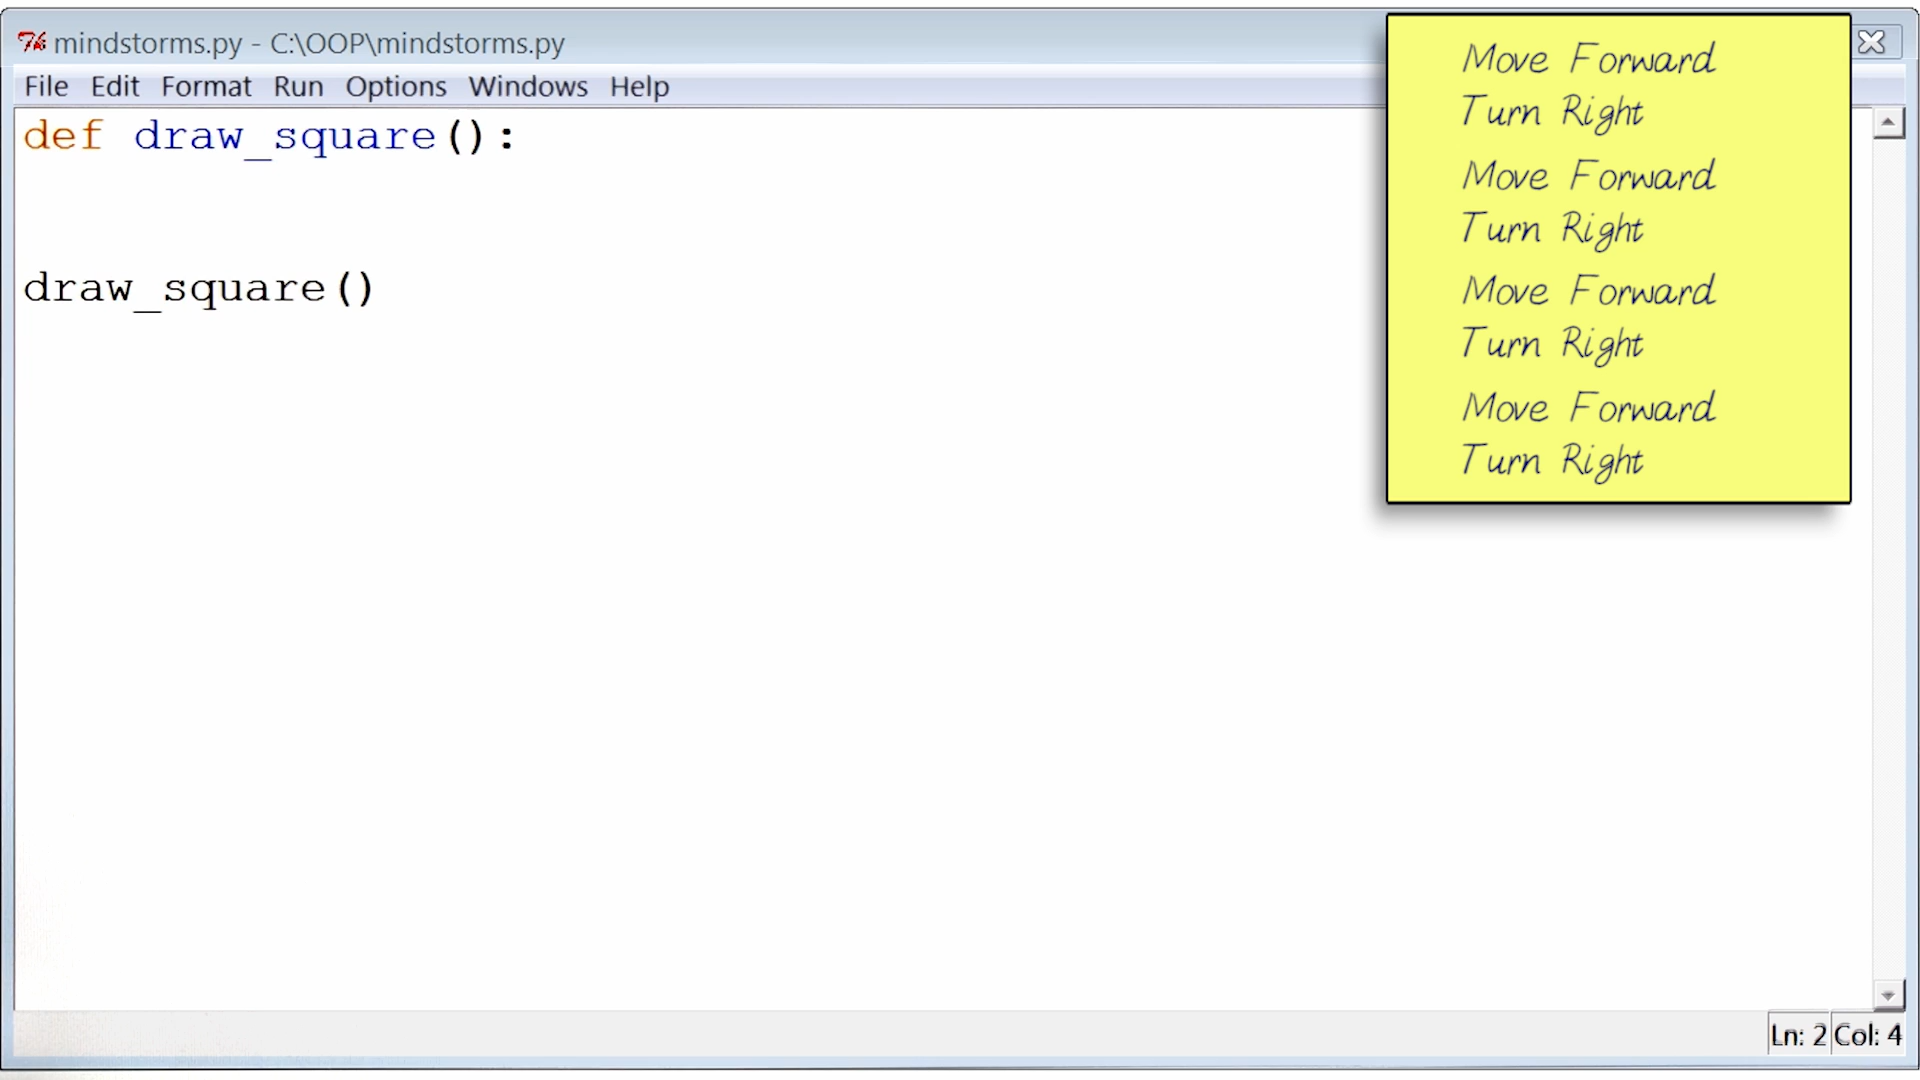 mindstorms.py - C:\OOP\mindstorms.py
File Edit Format Run Options Windows Help
def draw_square():
draw_square()
Move Forward
Turn Right
Move Forward
Turn Right
Move Forward
Turn Right
Move Forward
Turn Right
Ln: 2 Col: 4